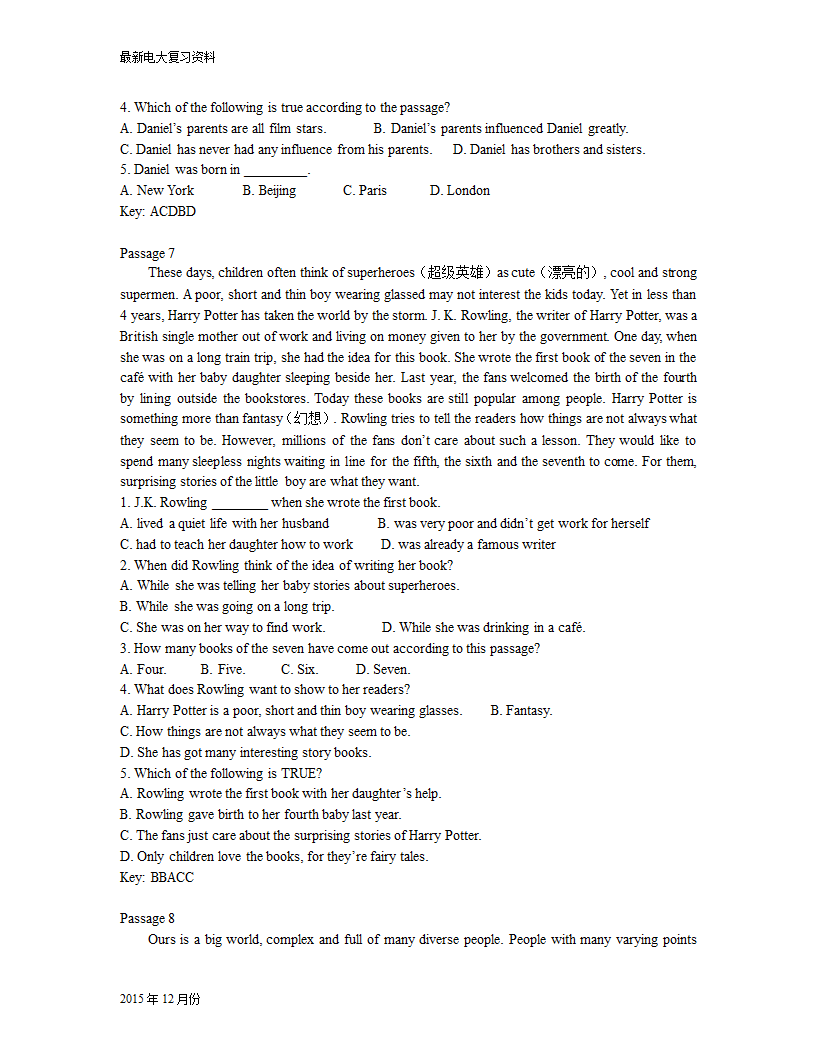 最新电大复习资料
4. Which of the following is true according to the passage?
A. Daniel's parents are all film stars. B. Daniel's parents influenced Daniel greatly.
C. Daniel has never had any influence from his parents. D. Daniel has brothers and sisters.
5. Daniel was born in _________.
A. New York B. Beijing C. Paris D. London
Key: ACDBD
Passage 7
These days, children often think of superheroes（超级英雄）as cute（漂亮的）, cool and strong
supermen. A poor, short and thin boy wearing glassed may not interest the kids today. Yet in less than
4 years, Harry Potter has taken the world by the storm. J. K. Rowling, the writer of Harry Potter, was a
British single mother out of work and living on money given to her by the government. One day, when
she was on a long train trip, she had the idea for this book. She wrote the first book of the seven in the
café with her baby daughter sleeping beside her. Last year, the fans welcomed the birth of the fourth
by lining outside the bookstores. Today these books are still popular among people. Harry Potter is
something more than fantasy（幻想）. Rowling tries to tell the readers how things are not always what
they seem to be. However, millions of the fans don't care about such a lesson. They would like to
spend many sleepless nights waiting in line for the fifth, the sixth and the seventh to come. For them,
surprising stories of the little boy are what they want.
1. J.K. Rowling ________ when she wrote the first book.
A. lived a quiet life with her husband B. was very poor and didn't get work for herself
C. had to teach her daughter how to work D. was already a famous writer
2. When did Rowling think of the idea of writing her book?
A. While she was telling her baby stories about superheroes.
B. While she was going on a long trip.
C. She was on her way to find work. D. While she was drinking in a café.
3. How many books of the seven have come out according to this passage?
A. Four. B. Five. C. Six. D. Seven.
4. What does Rowling want to show to her readers?
A. Harry Potter is a poor, short and thin boy wearing glasses. B. Fantasy.
C. How things are not always what they seem to be.
D. She has got many interesting story books.
5. Which of the following is TRUE?
A. Rowling wrote the first book with her daughter's help.
B. Rowling gave birth to her fourth baby last year.
C. The fans just care about the surprising stories of Harry Potter.
D. Only children love the books, for they're fairy tales.
Key: BBACC
Passage 8
Ours is a big world, complex and full of many diverse people. People with many varying points
2015 年 12 月份